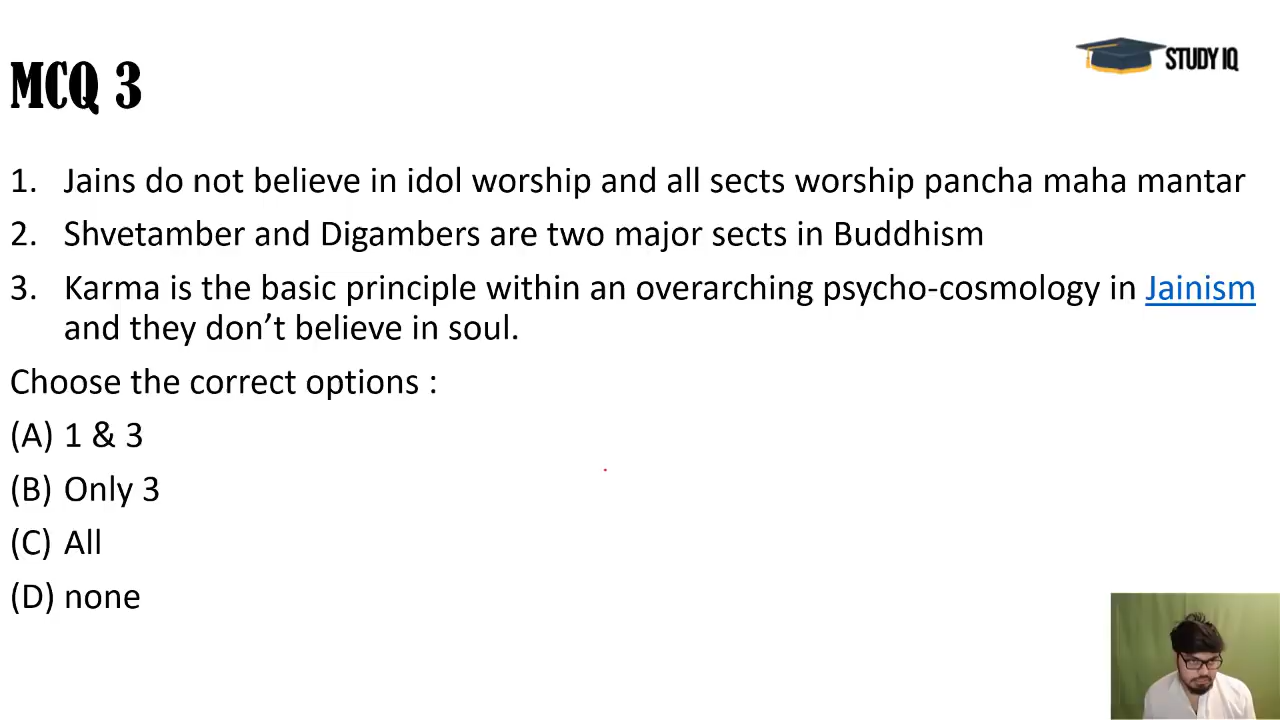 STUDY IQ
MCQ 3
1. Jains do not believe in idol worship and all sects worship pancha maha mantar
2. Shvetamber and Digambers are two major sects in Buddhism
3. Karma is the basic principle within an overarching psycho-cosmology in Jainism
and they don’t believe in soul.
Choose the correct options :
(A) 1 & 3
(B) Only 3
(C) All
(D) none